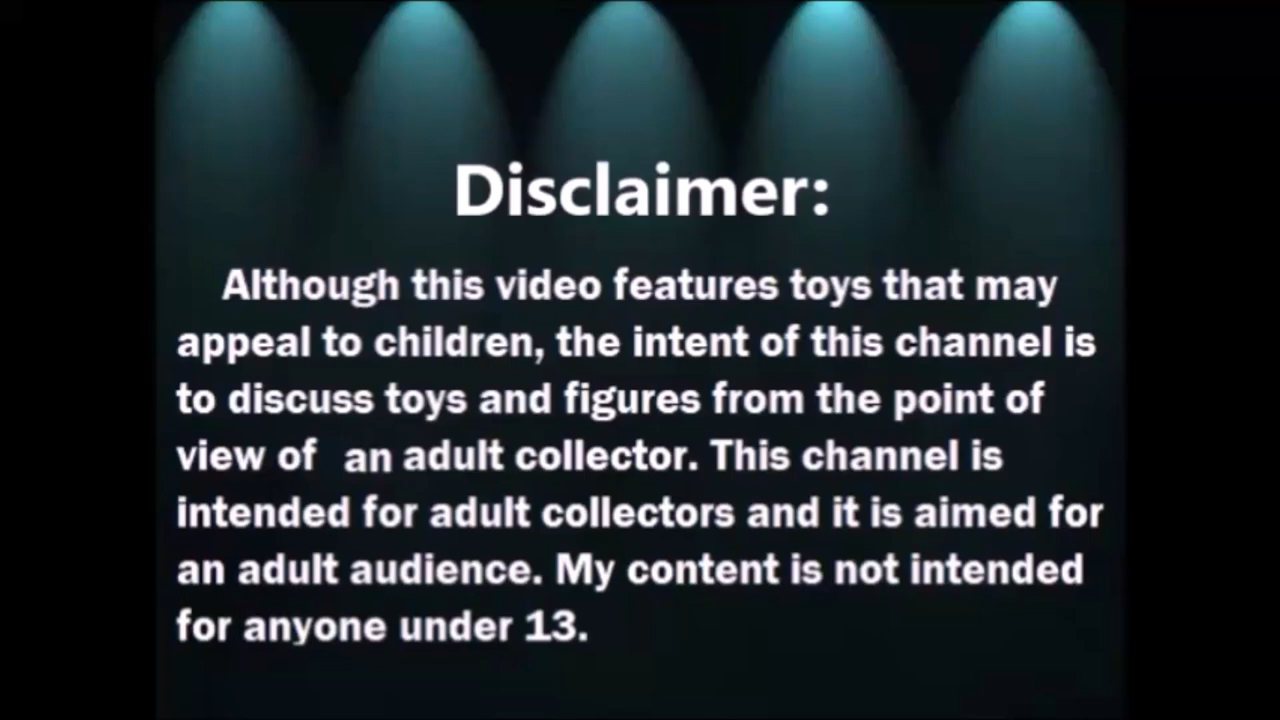 Disclaimer:
Although this video features toys that may
appeal to children, the intent of this channel is
to discuss toys and figures from the point of
view of an adult collector. This channel is
intended for adult collectors and it is aimed for
an adult audience. My content is not intended
for anyone under 13.